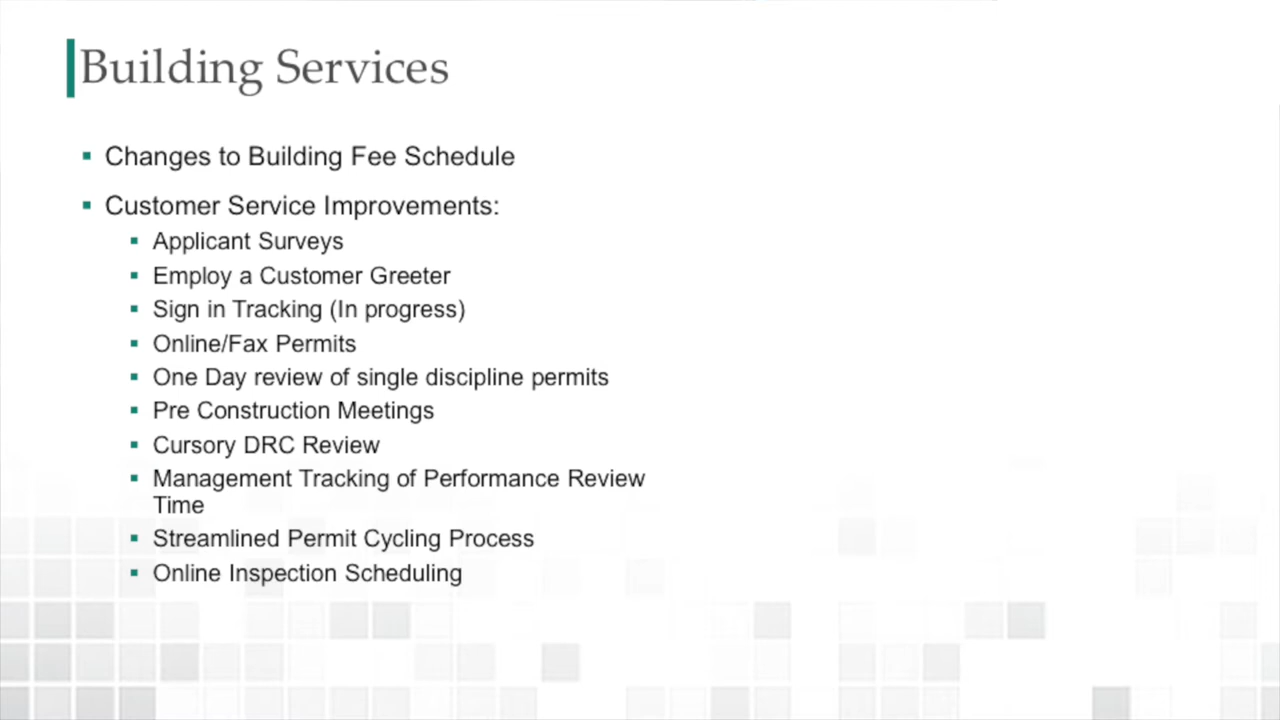 Building Services
Changes to Building Fee Schedule
Customer Service Improvements:
Applicant Surveys
Employ a Customer Greeter
Sign in Tracking (In progress)
Online/Fax Permits
One Day review of single discipline permits
Pre Construction Meetings
Cursory DRC Review
Management Tracking of Performance Review
Time
Streamlined Permit Cycling Process
Online Inspection Scheduling